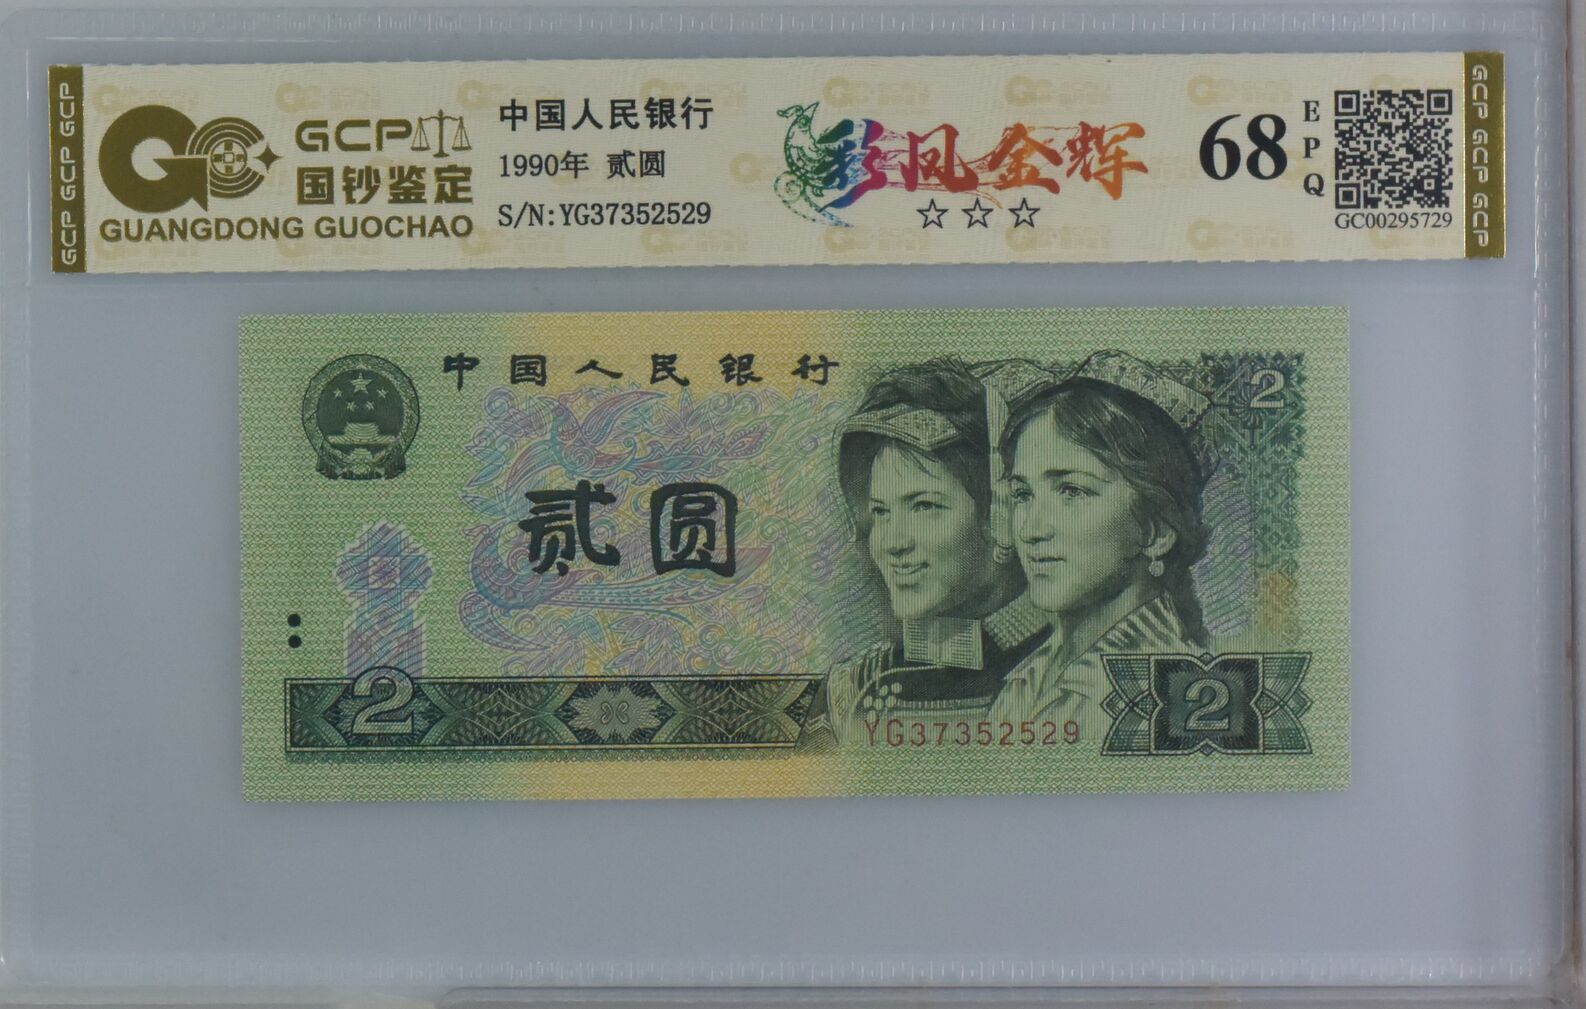 GCP GCP GCP
GCP
国钞鉴定
GUANGDONG GUOCHAO
中国人民银行
1990年 贰圆
S/N:YG37352529
彩凤金辉
☆☆☆
68
EPQ
GC00295729
GCP GCP GCP
中国人民银行
2
贰圆
2
YG37352529
2